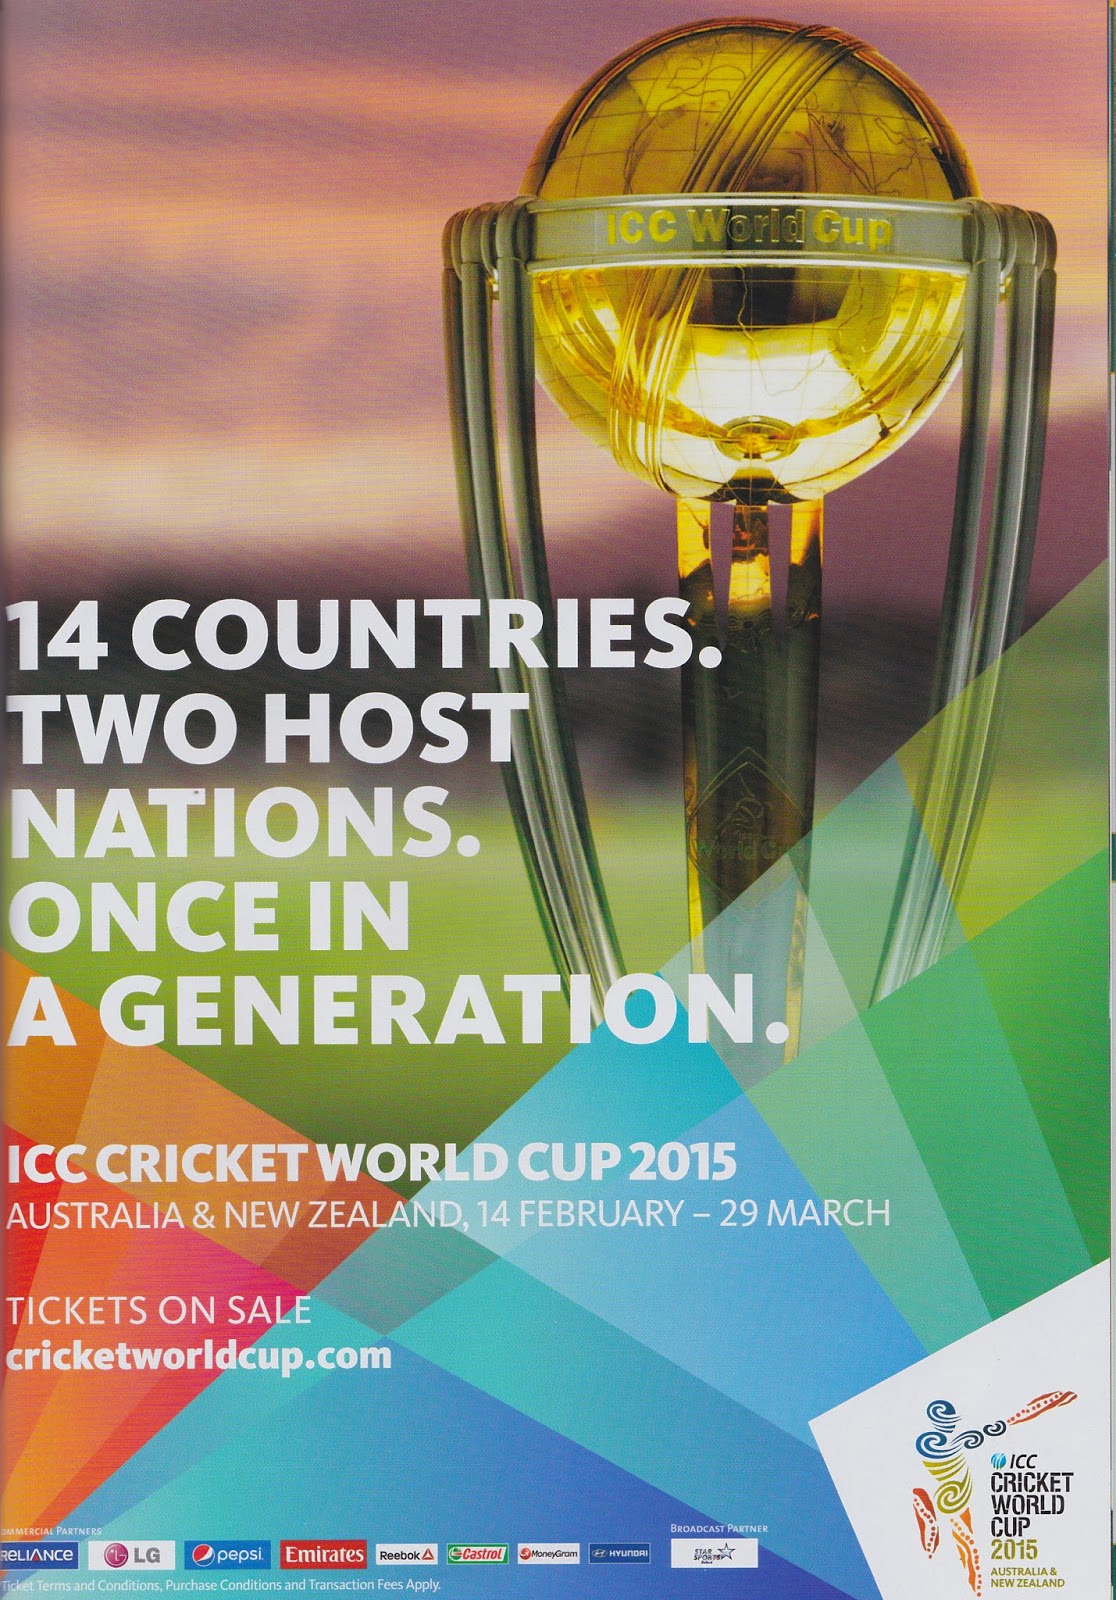 ICC World Cup
World Cup
14 COUNTRIES.
TWO HOST
NATIONS.
ONCE IN
A GENERATION.
ICC CRICKET WORLD CUP 2015
AUSTRALIA & NEW ZEALAND, 14 FEBRUARY – 29 MARCH
TICKETS ON SALE
cricketworldcup.com
ICC
CRICKET
WORLD
CUP
2015
AUSTRALIA &
NEW ZEALAND
OMMERCIAL PARTNERS
BROADCAST PARTNER
RELIANCE LG pepsi. Emirates Reebok Castrol MoneyGram HYUNDAI STAR SPORTS
Ticket Terms and Conditions, Purchase Conditions and Transaction Fees Apply.